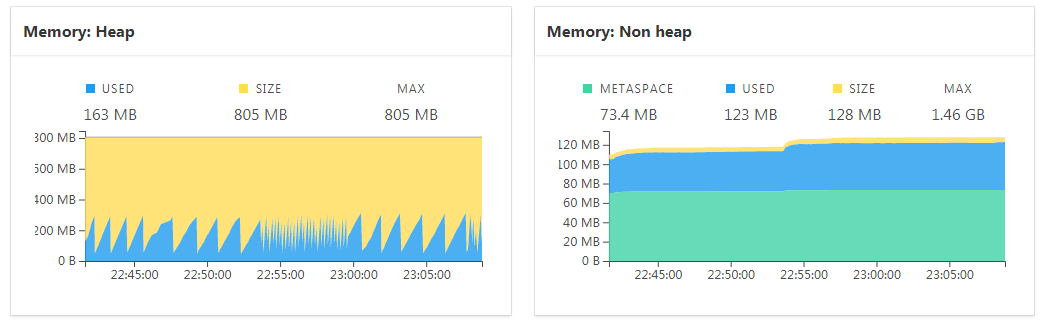 Memory: Heap
USED SIZE MAX
163 MB 805 MB 805 MB
800 MB
600 MB
400 MB
200 MB
0 B
22:45:00 22:50:00 22:55:00 23:00:00 23:05:00
Memory: Non heap
METASPACE USED SIZE MAX
73.4 MB 123 MB 128 MB 1.46 GB
120 MB
100 MB
80 MB
60 MB
40 MB
20 MB
0 B
22:45:00 22:50:00 22:55:00 23:00:00 23:05:00